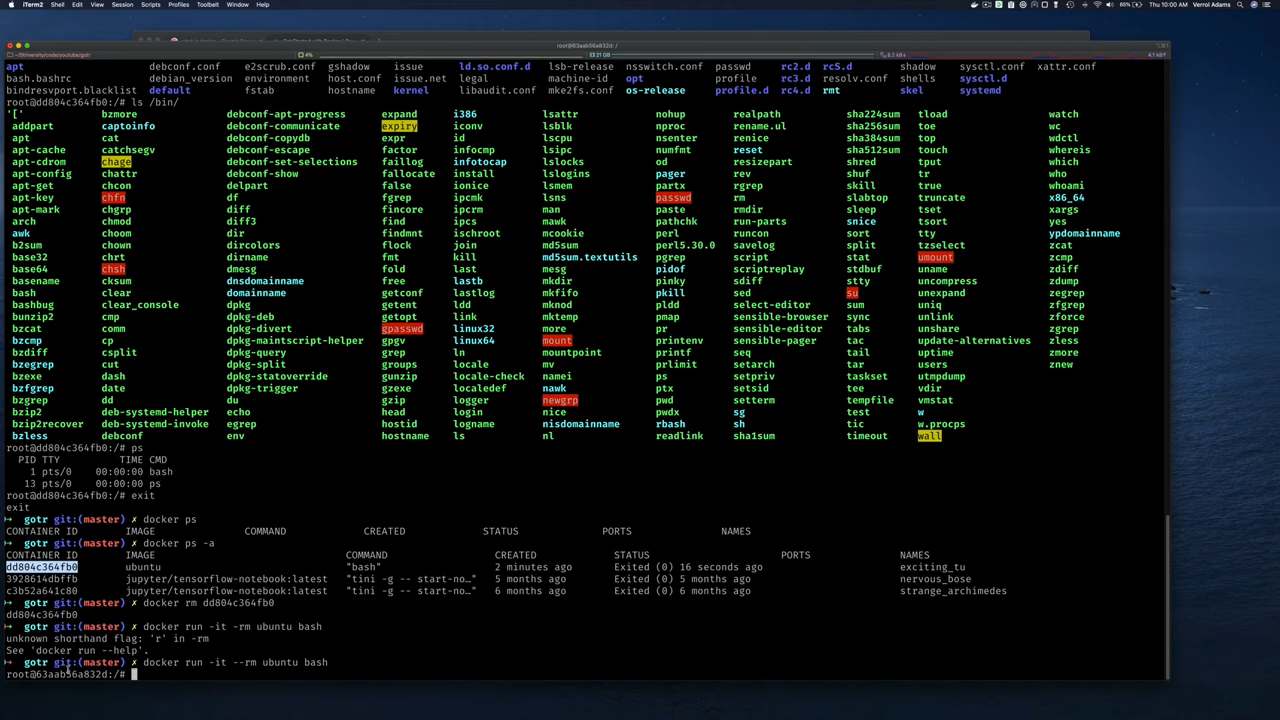 iTerm2 Shell Edit View Session Scripts Profiles Toolbelt Window Help 85% Thu 10:00 AM Verrol Adams
root@63aab56a832d: /
4% 21 GB
apt debconf.conf e2scrub.conf gshadow issue ld.so.conf.d lsb-release nsswitch.conf passwd rc2.d rc5.d shadow sysctl.conf xattr.conf
bash.bashrc debian_version environment host.conf issue.net legal machine-id opt profile rc3.d resolv.conf shells sysctl.d
bindresvport.blacklist default fstab hostname kernel libaudit.conf mke2fs.conf os-release profile.d rc4.d rmt skel systemd
root@dd804c364fb0:/# ls /bin/
'[' bzmore debconf-apt-progress expand i386 lsattr nohup realpath sha224sum tload wc
addpart captoinfo debconf-communicate expiry iconv lsblk nproc rename.ul sha256sum toe wdctl
apt cat debconf-copydb expr id lscpu nsenter renice sha384sum top whereis
apt-cache catchsegv debconf-escape factor infocmp lsipc numfmt reset sha512sum touch which
apt-cdrom chage debconf-set-selections faillog infotocap lslocks od resizepart shred tput who
apt-config chattr debconf-show fallocate install lslogins pager rev shuf tr whoami
apt-get chcon delpart false ionice lsmem partx rgrep skill true x86_64
apt-key chfn df fgrep ipcmk lsns passwd rm slabtop truncate xargs
apt-mark chgrp diff fincore ipcrm man paste rmdir sleep tset yes
arch chmod diff3 find ipcs mawk pathchk run-parts snice tsort ypdomainname
awk choom dir findmnt ischroot mcookie perl runcon sort tty zcat
b2sum chown dircolors flock join md5sum perl5.30.0 savelog split tzselect zcmp
base32 chrt dirname fmt kill md5sum.textutils pgrep script stat umount zdiff
base64 chsh dmesg fold last mesg pidof scriptreplay stdbuf uname zdump
basename cksum dnsdomainname free lastb mkdir pinky sdiff stty uncompress zegrep
bash clear domainname getconf lastlog mkfifo pkill sed su unexpand zfgrep
bashbug clear_console dpkg getent ldd mknod pldd select-editor sum uniq zforce
bunzip2 cmp dpkg-deb getopt link mktemp pmap sensible-browser sync unlink zgrep
bzcat comm dpkg-divert gpasswd linux32 more pr sensible-editor tabs unshare zless
bzcmp cp dpkg-maintscript-helper gpgv linux64 mount printenv sensible-pager tac update-alternatives zmore
bzdiff csplit dpkg-query grep ln mountpoint printf seq tail uptime znew
bzegrep cut dpkg-split groups locale mv prlimit setarch tar users
bzexe date dpkg-statoverride gunzip locale-check namei ps setpriv taskset utmpdump
bzfgrep dd dpkg-trigger gzexe localedef nawk ptx setsid tee vdir
bzgrep df du gzip logger newgrp pwd setterm tempfile vmstat
bzip2 deb-systemd-helper echo head login nice pwdx sg test w
bzip2recover deb-systemd-invoke egrep hostid logname nisdomainname rbash sh tic w.procps
bzless debconf env hostname ls nl readlink sha1sum timeout wall
root@dd804c364fb0:/# ps
PID TTY TIME CMD
1 pts/0 00:00:00 bash
13 pts/0 00:00:00 ps
root@dd804c364fb0:/# exit
exit
→ gotr git:(master) ✗ docker ps
CONTAINER ID IMAGE COMMAND CREATED STATUS PORTS NAMES
→ gotr git:(master) ✗ docker ps -a
CONTAINER ID IMAGE COMMAND CREATED STATUS PORTS NAMES
dd804c364fb0 ubuntu "bash" 2 minutes ago Exited (0) 16 seconds ago exciting_tu
3928614dbffb jupyter/tensorflow-notebook:latest "tini -g -- start-no…" 5 months ago Exited (0) 5 months ago nervous_bose
c3b52a641c80 jupyter/tensorflow-notebook:latest "tini -g -- start-no…" 6 months ago Exited (0) 6 months ago strange_archimedes
→ gotr git:(master) ✗ docker rm dd804c364fb0
dd804c364fb0
→ gotr git:(master) ✗ docker run -it -rm ubuntu bash
unknown shorthand flag: 'r' in -rm
See 'docker run --help'.
→ gotr git:(master) ✗ docker run -it --rm ubuntu bash
root@63aab56a832d:/#